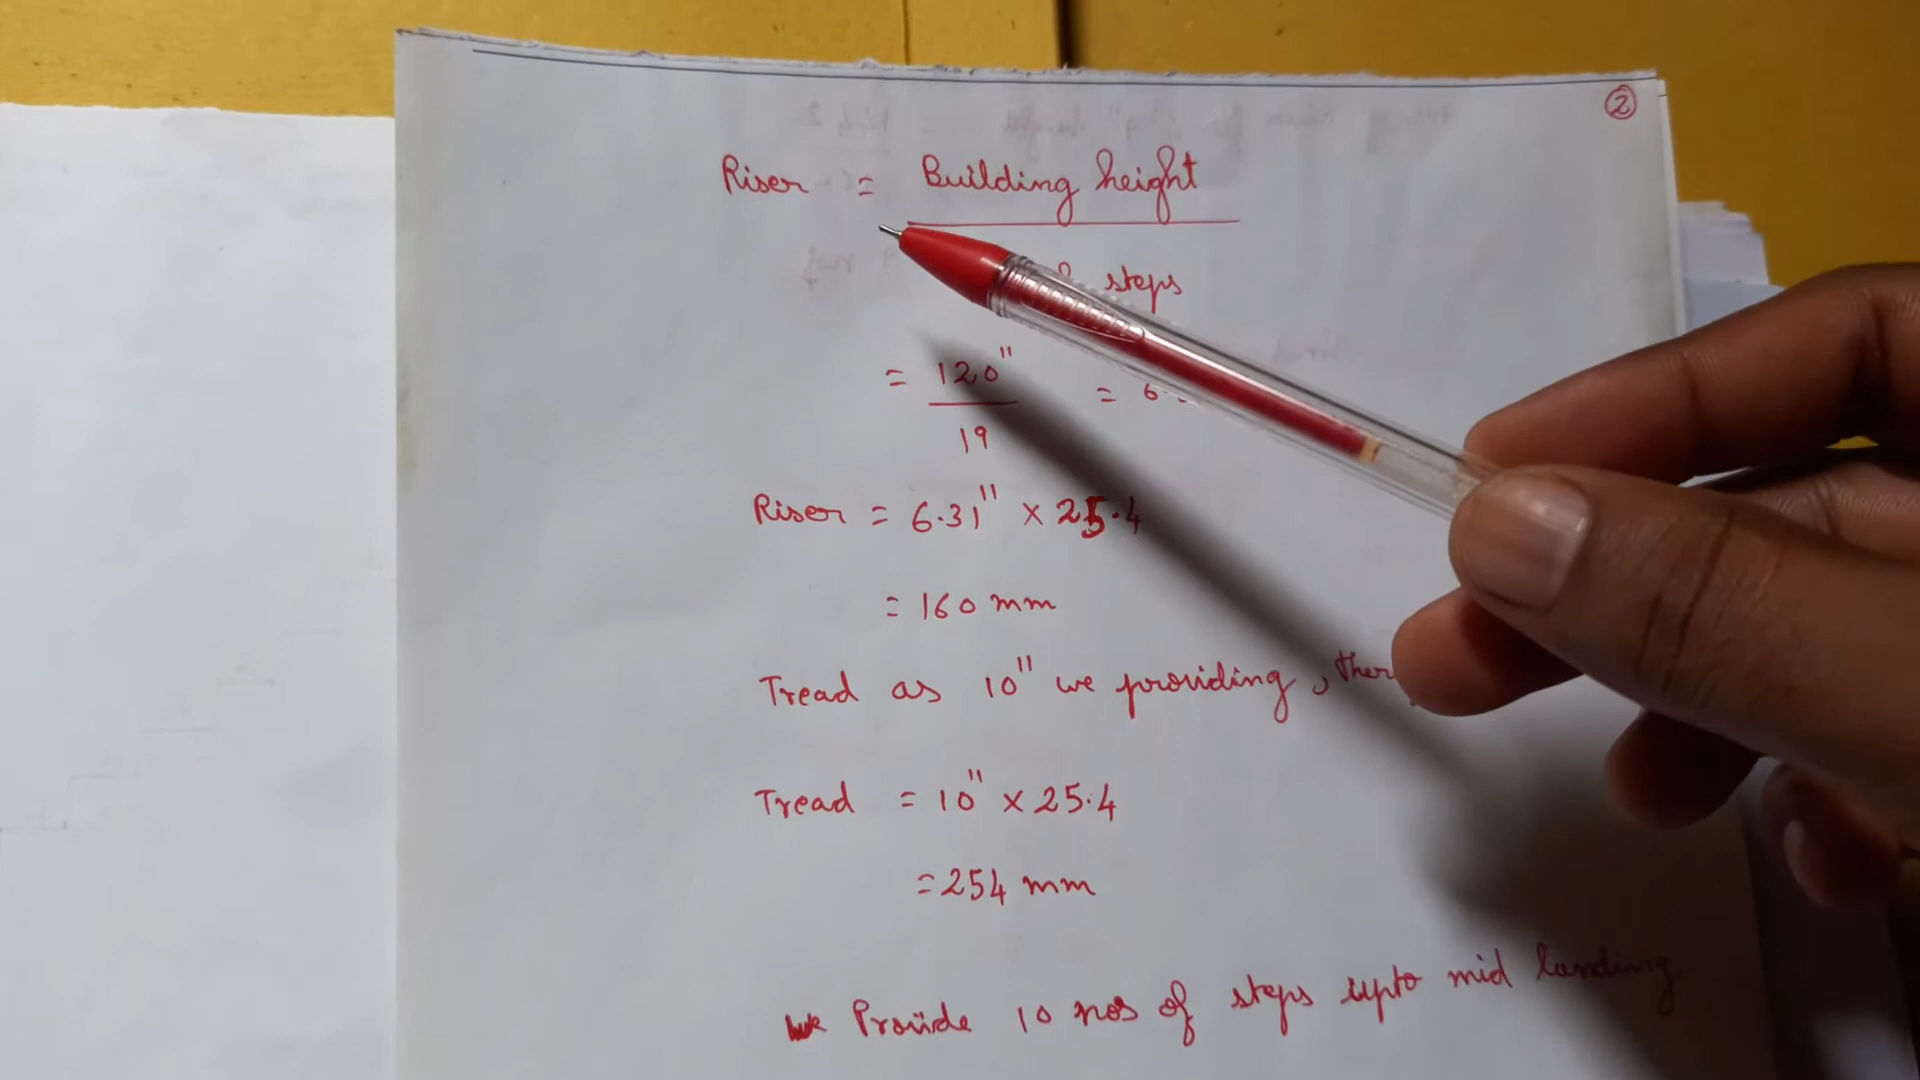 2
Riser = Building height
steps
= 120" = 6.
19
Riser = 6.31" × 25.4
= 160 mm
Tread as 10" we providing,
Tread = 10" × 25.4
= 254 mm
we Provide 10 nos of steps upto mid landing